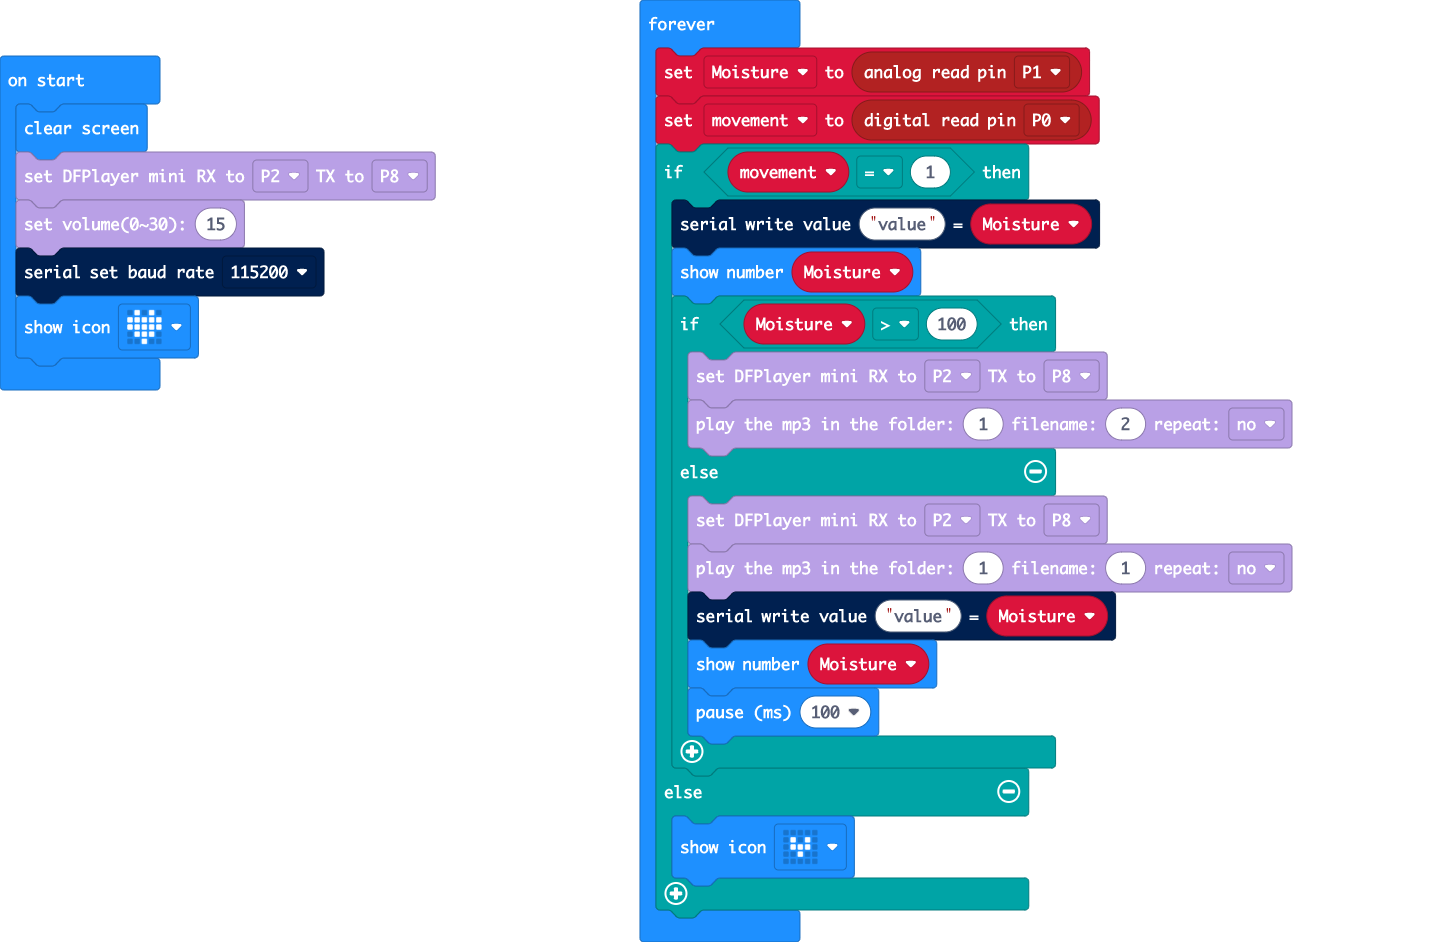 on start
clear screen
set DFPlayer mini RX to P2 TX to P8
set volume(0~30): 15
serial set baud rate 115200
show icon
forever
set Moisture to analog read pin P1
set movement to digital read pin P0
if movement = 1 then
serial write value "value" = Moisture
show number Moisture
if Moisture > 100 then
set DFPlayer mini RX to P2 TX to P8
play the mp3 in the folder: 1 filename: 2 repeat: no
else
set DFPlayer mini RX to P2 TX to P8
play the mp3 in the folder: 1 filename: 1 repeat: no
serial write value "value" = Moisture
show number Moisture
pause (ms) 100
else
show icon